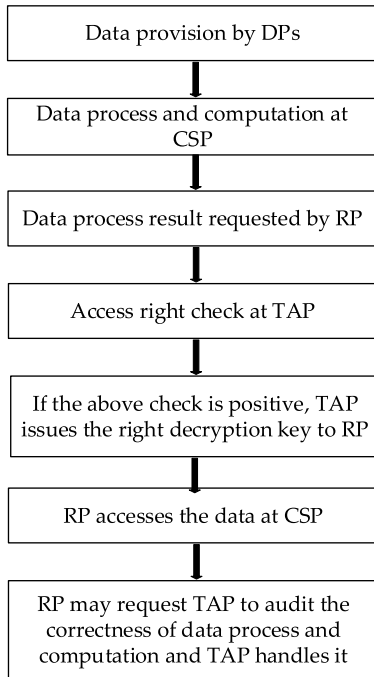 Data provision by DPs
Data process and computation at
CSP
Data process result requested by RP
Access right check at TAP
If the above check is positive, TAP
issues the right decryption key to RP
RP accesses the data at CSP
RP may request TAP to audit the
correctness of data process and
computation and TAP handles it